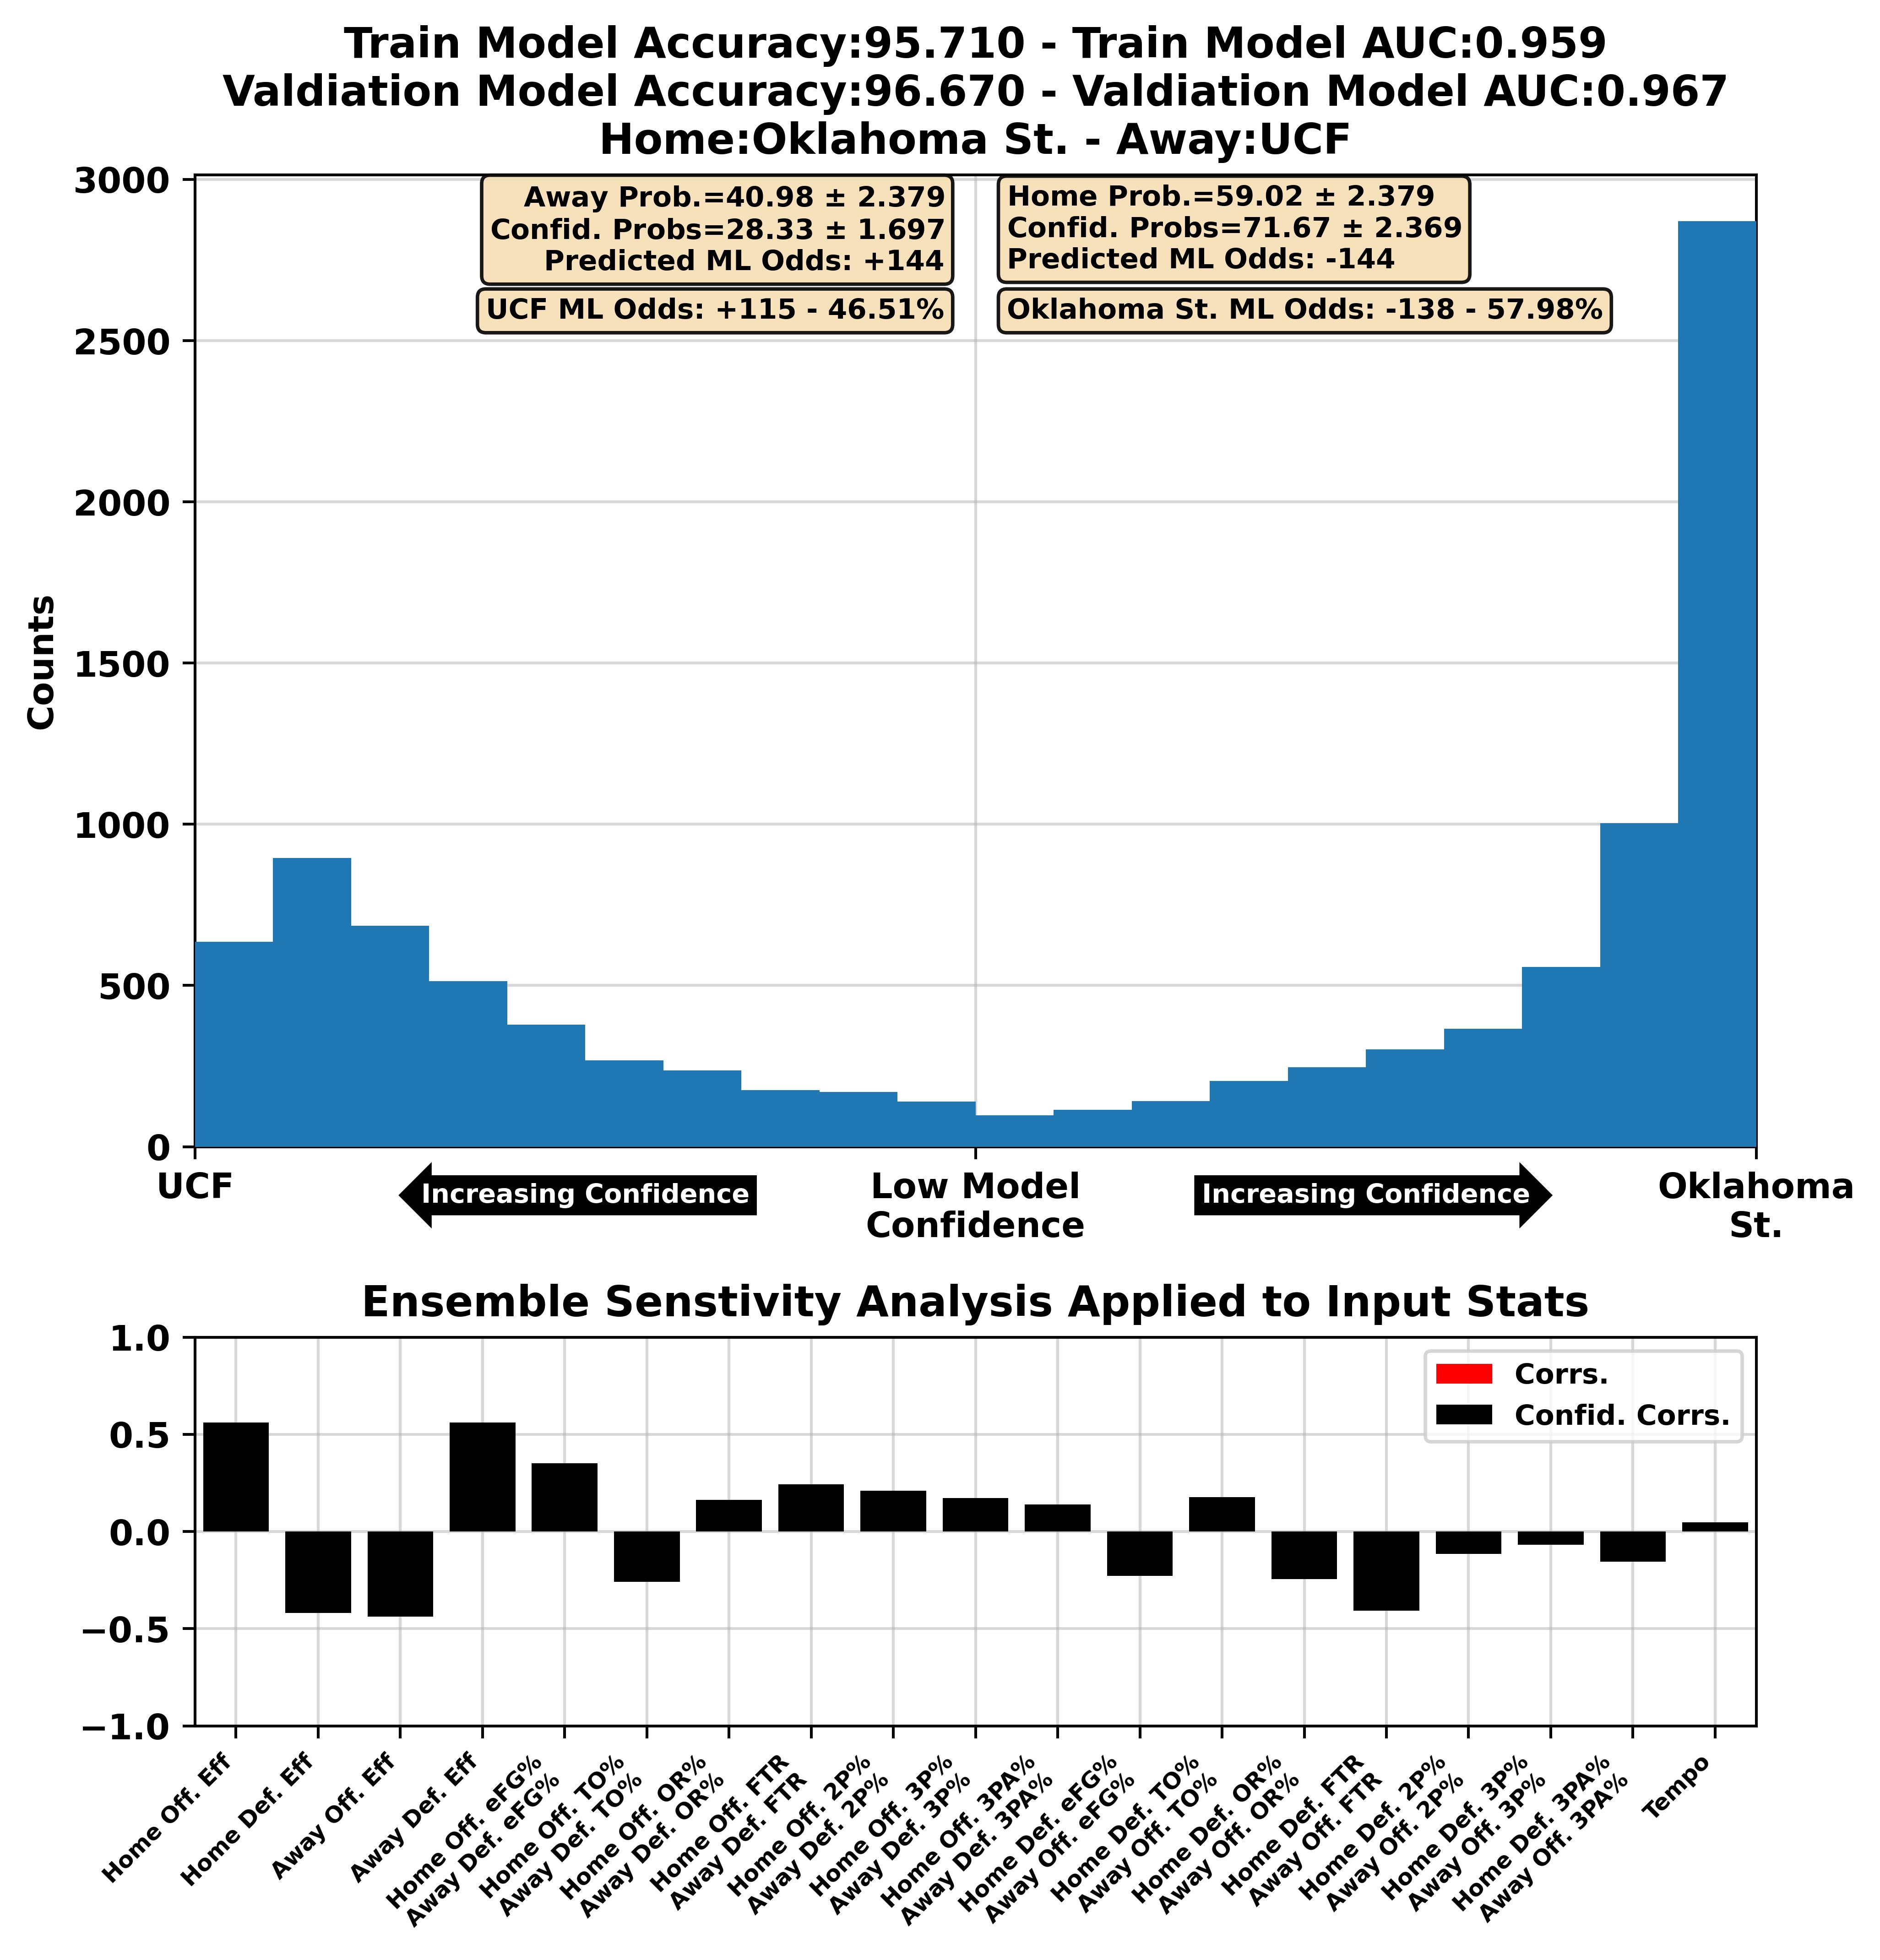 Train Model Accuracy:95.710 - Train Model AUC:0.959
Valdiation Model Accuracy:96.670 - Valdiation Model AUC:0.967
Home:Oklahoma St. - Away:UCF
3000
2500
2000
1500
1000
500
0
Counts
Away Prob.=40.98 ± 2.379
Confid. Probs=28.33 ± 1.697
Predicted ML Odds: +144
UCF ML Odds: +115 - 46.51%
Home Prob.=59.02 ± 2.379
Confid. Probs=71.67 ± 2.369
Predicted ML Odds: -144
Oklahoma St. ML Odds: -138 - 57.98%
UCF
Increasing Confidence
Low Model
Confidence
Increasing Confidence
Oklahoma
St.
Ensemble Senstivity Analysis Applied to Input Stats
1.0
0.5
0.0
−0.5
−1.0
Corrs.
Confid. Corrs.
Home Off. Eff
Home Def. Eff
Away Off. Eff
Away Def. Eff
Home Off. eFG%
Away Def. eFG%
Home Off. TO%
Away Def. TO%
Home Off. OR%
Away Def. OR%
Home Off. FTR
Away Def. FTR
Home Off. 2P%
Away Def. 2P%
Home Off. 3P%
Away Def. 3P%
Home Off. 3PA%
Away Def. 3PA%
Home Def. eFG%
Away Off. eFG%
Home Def. TO%
Away Off. TO%
Home Def. OR%
Away Off. OR%
Home Def. FTR
Away Off. FTR
Home Def. 2P%
Away Off. 2P%
Home Def. 3P%
Away Off. 3P%
Home Def. 3PA%
Away Off. 3PA%
Tempo